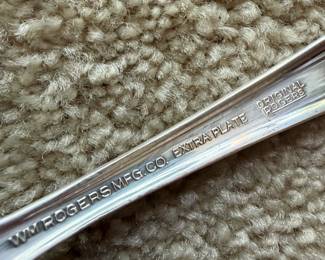 WM ROGERS MFG. CO. EXTRA PLATE
ORIGINAL
ROGERS